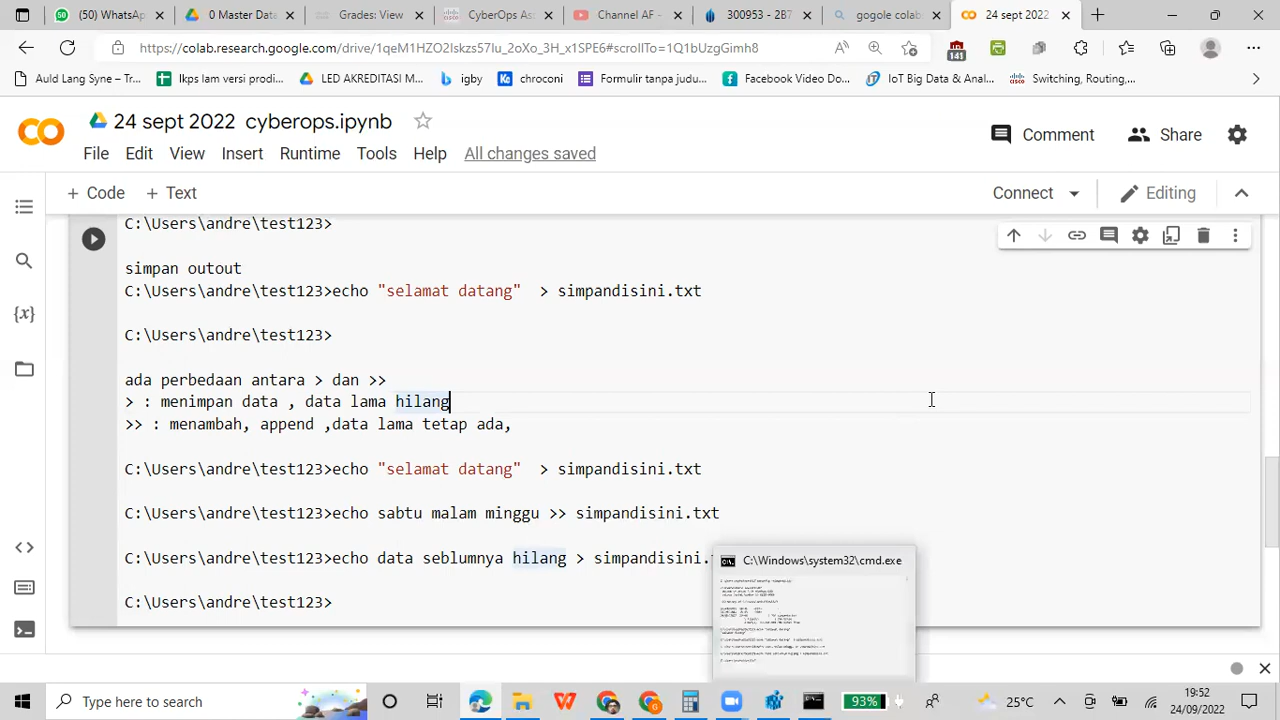 50
(5) WhatsAp
0 Master Dat
Grades: View
CyberOps As
Channel AF -
300953 - 2B7
gogole colab
24 sept 2022
https://colab.research.google.com/drive/1qeM1HZO2Iskzs57Iu_2oXo_3H_x1SPE6#scrollTo=1Q1bUzgGimh8
141
Auld Lang Syne – Tr...
lkps lam versi prodi...
LED AKREDITASI M...
igby
chroconi
Formulir tanpa judu...
Facebook Video Do...
IoT Big Data & Anal...
Switching, Routing,...
24 sept 2022 cyberops.ipynb
Comment
Share
File Edit View Insert Runtime Tools Help All changes saved
+ Code + Text
Connect
Editing
C:\Users\andre\test123>
simpan outout
C:\Users\andre\test123>echo "selamat datang" > simpandisini.txt
C:\Users\andre\test123>
ada perbedaan antara > dan >>
> : menimpan data , data lama hilang
>> : menambah, append ,data lama tetap ada,
C:\Users\andre\test123>echo "selamat datang" > simpandisini.txt
C:\Users\andre\test123>echo sabtu malam minggu >> simpandisini.txt
C:\Users\andre\test123>echo data seblumnya hilang > simpandisini.t
C:\Users\andre\test123>
C:\Windows\system32\cmd.exe
Type here to search
93%
25°C
24/09/2022